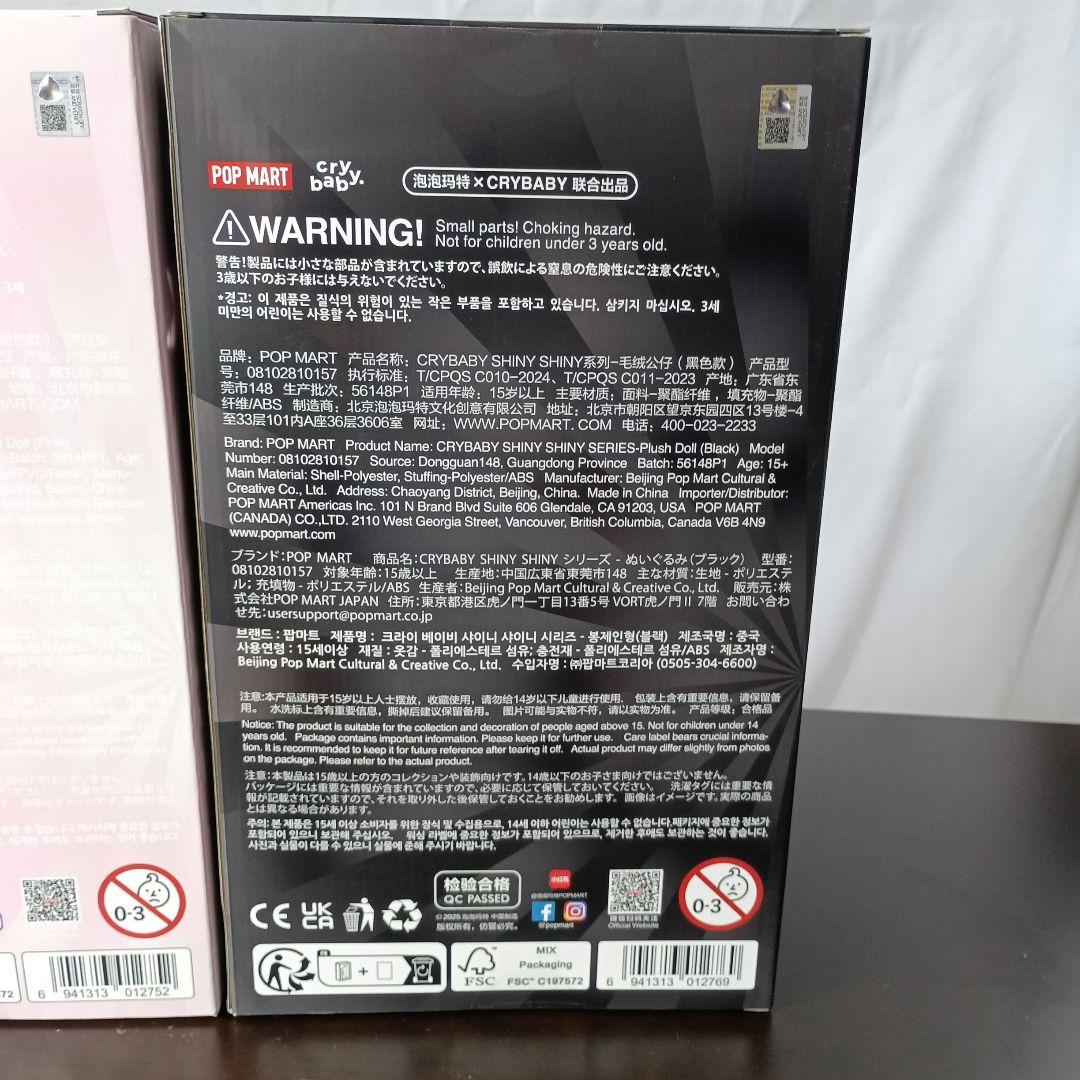 POP MART
cry baby.
泡泡玛特×CRYBABY 联合出品
WARNING!
Small parts! Choking hazard.
Not for children under 3 years old.
警告!製品には小さな部品が含まれていますので、誤飲による窒息の危険性にご注意ください。
3歳以下のお子様には与えないでください。
*경고: 이 제품은 질식의 위험이 있는 작은 부품을 포함하고 있습니다. 삼키지 마십시오. 3세
미만의 어린이는 사용할 수 없습니다.
品牌：POP MART 产品名称：CRYBABY SHINY SHINY系列-毛绒公仔（黑色款） 产品型
号：08102810157 执行标准：T/CPQS C010-2024、T/CPQS C011-2023 产地：广东省东
莞市148 生产批次：56148P1 适用年龄：15岁以上 主要材质：面料-聚酯纤维，填充物-聚酯
纤维/ABS 制造商：北京泡泡玛特文化创意有限公司 地址：北京市朝阳区望京东园四区13号楼-4
至33层101内A座36层3606室 网址：WWW.POPMART. COM 电话：400-023-2233
Brand: POP MART Product Name: CRYBABY SHINY SHINY SERIES-Plush Doll (Black) Model
Number: 08102810157 Source: Dongguan148, Guangdong Province Batch: 56148P1 Age: 15+
Main Material: Shell-Polyester, Stuffing-Polyester/ABS Manufacturer: Beijing Pop Mart Cultural &
Creative Co., Ltd. Address: Chaoyang District, Beijing, China. Made in China Importer/Distributor:
POP MART Americas Inc. 101 N Brand Blvd Suite 606 Glendale, CA 91203, USA POP MART
(CANADA) CO.,LTD. 2110 West Georgia Street, Vancouver, British Columbia, Canada V6B 4N9
www.popmart.com
ブランド:POP MART 商品名:CRYBABY SHINY SHINY シリーズ - ぬいぐるみ(ブラック) 型番:
08102810157 対象年齢:15歳以上 生産地:中国広東省東莞市148 主な材質:生地 - ポリエステ
ル; 充填物 - ポリエステル/ABS 生産者:Beijing Pop Mart Cultural & Creative Co., Ltd. 販売元:株
式会社POP MART JAPAN 住所:東京都港区虎ノ門一丁目13番5号 VORT虎ノ門Ⅱ 7階 お問い合わ
せ先:usersupport@popmart.co.jp
브랜드 : 팝마트 제품명 : 크라이 베이비 샤이니 샤이니 시리즈 - 봉제인형(블랙) 제조국명 : 중국
사용연령 : 15세이상 재질 : 옷감 - 폴리에스테르 섬유; 충전재 - 폴리에스테르 섬유/ABS 제조자명 :
Beijing Pop Mart Cultural & Creative Co., Ltd. 수입자명 : ㈜팝마트코리아 (0505-304-6600)
注意:本产品适用于15岁以上人士摆放，收藏使用，请勿给14岁以下儿童进行使用. 包装上含有重要信息，请保留备
用。 水洗标上含有重要信息，撕掉后建议保留备用。 图片可能与实物不符，请以实物为准。 产品等级：合格品
Notice: The product is suitable for the collection and decoration of people aged above 15. Not for children under 14
years old. Package contains important information. Please keep it for further use. Care label bears crucial informa-
tion. It is recommended to keep it for future reference after tearing it off. Actual product may differ slightly from photos
on the package. Please refer to the actual product.
注意:本製品は15歳以上の方のコレクションや装飾向けです。14歳以下のお子さま向けではございません。
パッケージには重要な情報が含まれていますので、必要に応じて保管しておいてください。 洗濯タグには重要な情
報が記載されていますので、それを取り外した後保管しておくことをお勧めします。 画像はイメージです。実際の商品
とは異なる場合があります。
주의: 본 제품은 15세 이상 소비자를 위한 장식 및 수집용으로, 14세 이하 어린이는 사용할 수 없습니다.패키지에 중요한 정보가
포함되어 있으니 보관해 주십시오. 워싱 라벨에 중요한 정보가 포함되어 있으므로, 제거한 후에도 보관하는 것이 좋습니다.
사진과 실물이 다를 수 있으니 실물에 준해 주시기 바랍니다.
检验合格
QC PASSED
© 2025 泡泡玛特 中国制造
版权所有，仿冒必究。
小红书
@泡泡玛特POPMART
@popmart
微信扫码关注
Official Website
0-3
CE
UK
CA
FR
FSC
MIX
Packaging
FSC® C197572
6 941313 012769
3세
Doll (Pink)
0-3
6 941313 012752